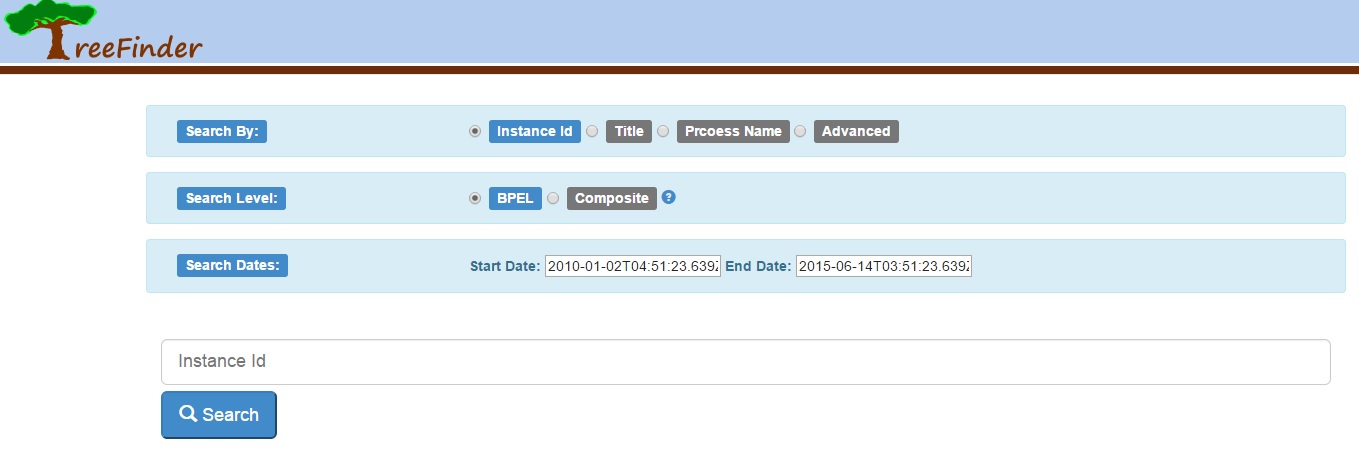 TreeFinder
Search By: Instance Id Title Prcoess Name Advanced
Search Level: BPEL Composite ?
Search Dates: Start Date: 2010-01-02T04:51:23.639Z End Date: 2015-06-14T03:51:23.639Z
Instance Id
Search